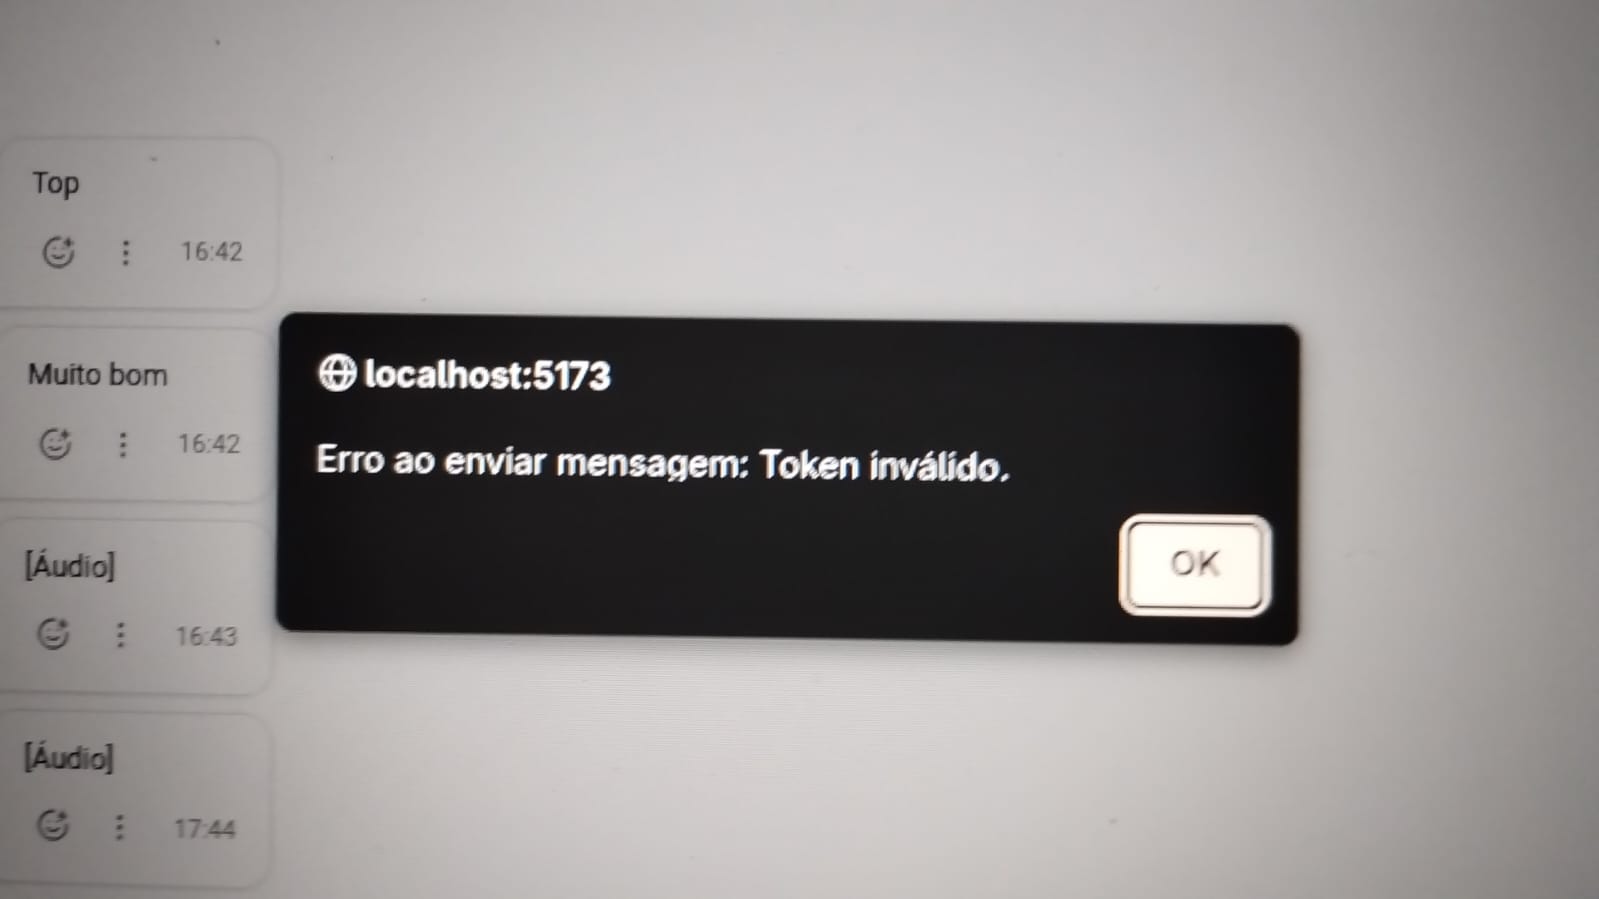 Top
16:42
Muito bom
16:42
[Áudio]
16:43
[Áudio]
17:44
localhost:5173
Erro ao enviar mensagem: Token inválido.
OK